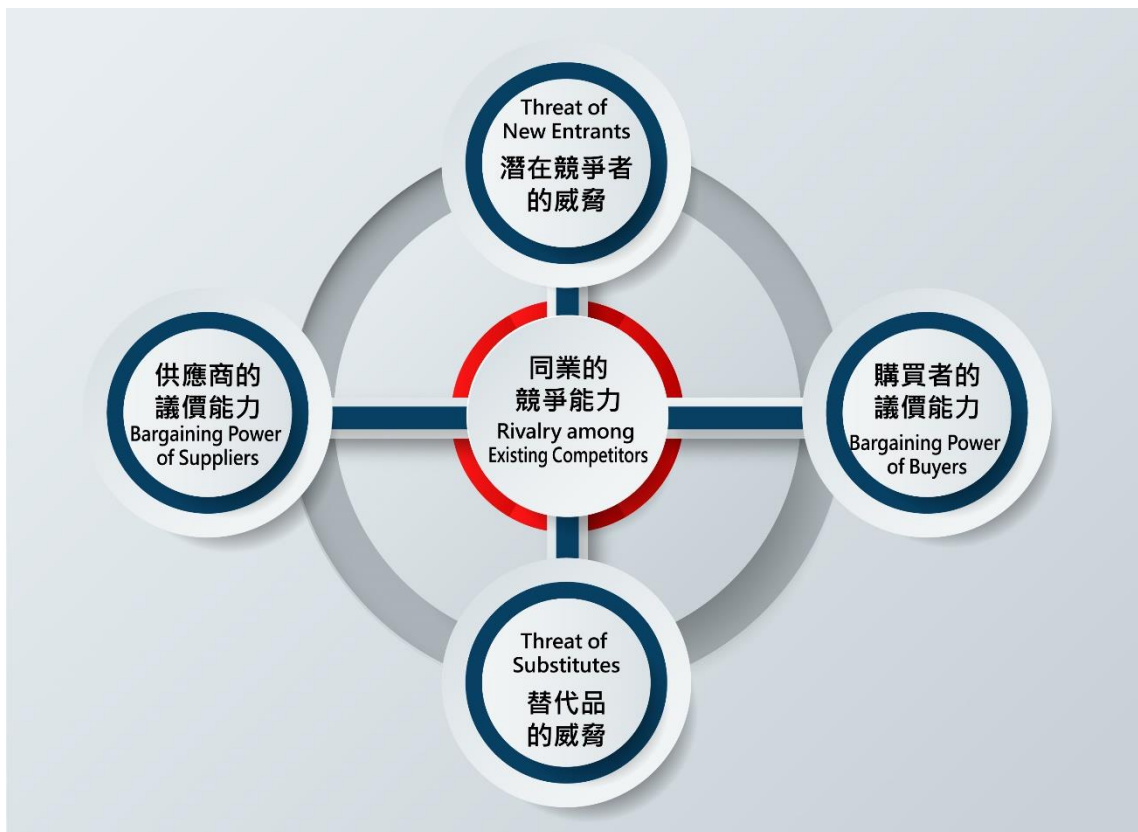 Threat of
New Entrants
潛在競爭者
的威脅
供應商的
議價能力
Bargaining Power
of Suppliers
同業的
競爭能力
Rivalry among
Existing Competitors
購買者的
議價能力
Bargaining Power
of Buyers
Threat of
Substitutes
替代品
的威脅